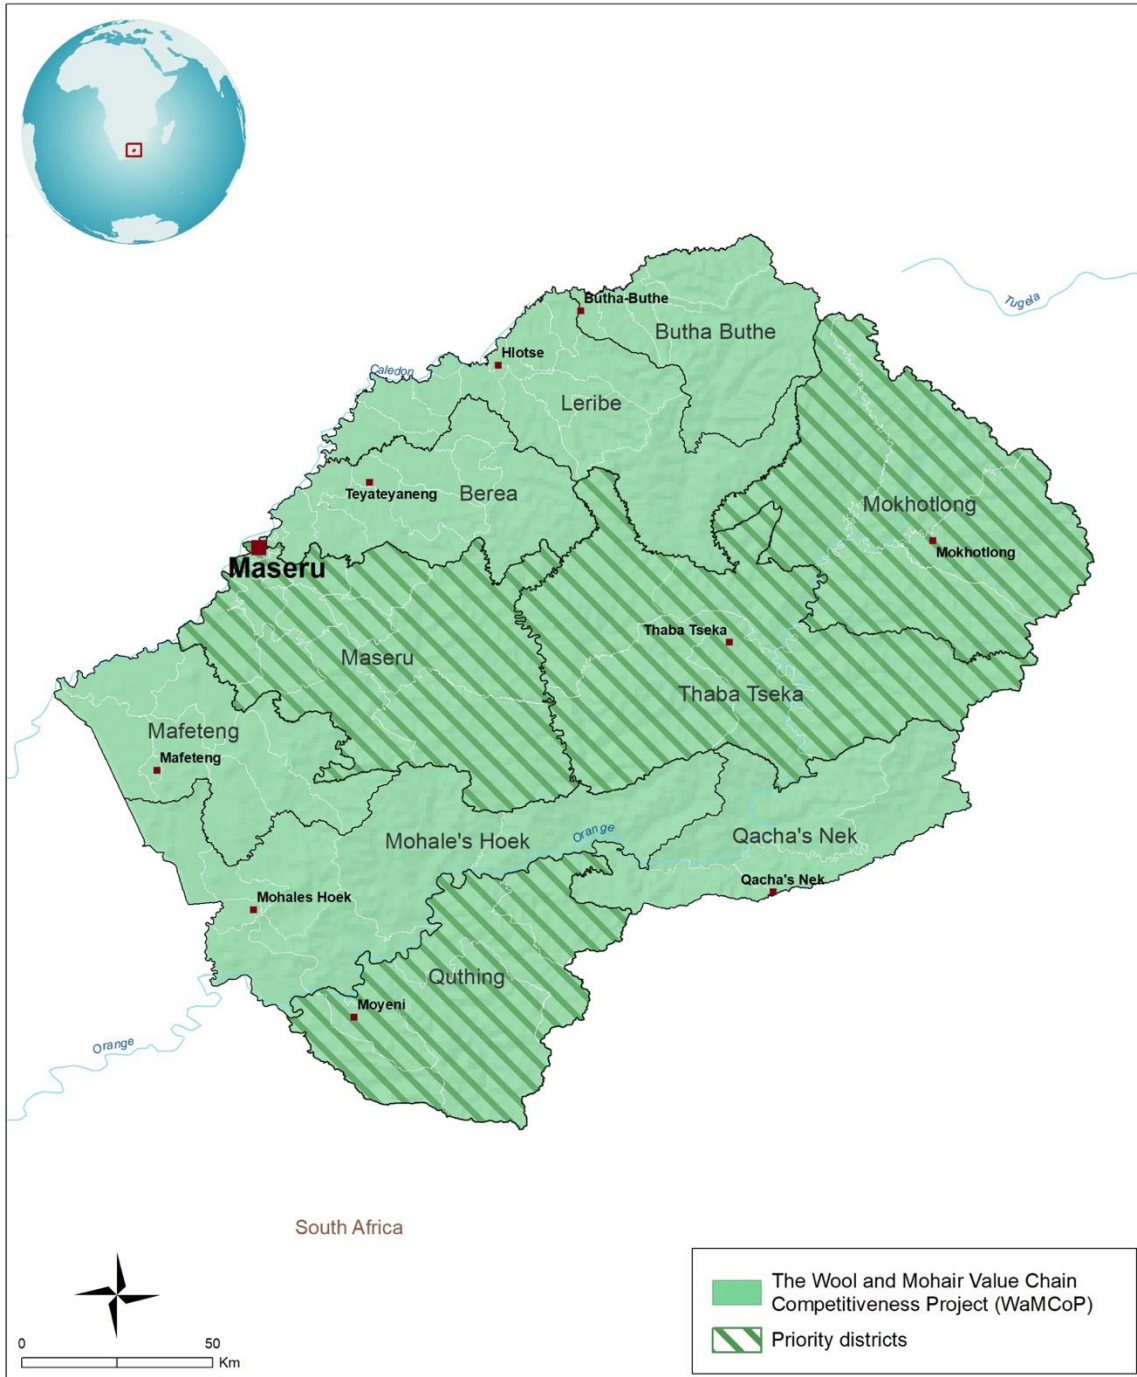 Tugela
Butha-Buthe
Butha Buthe
Hlotse
Caledon
Leribe
Teyateyaneng
Berea
Mokhotlong
Mokhotlong
Maseru
Thaba Tseka
Maseru
Thaba Tseka
Mafeteng
Mafeteng
Orange
Mohale's Hoek
Qacha's Nek
Qacha's Nek
Mohales Hoek
Quthing
Moyeni
Orange
South Africa
The Wool and Mohair Value Chain
Competitiveness Project (WaMCoP)
Priority districts
0 50
Km